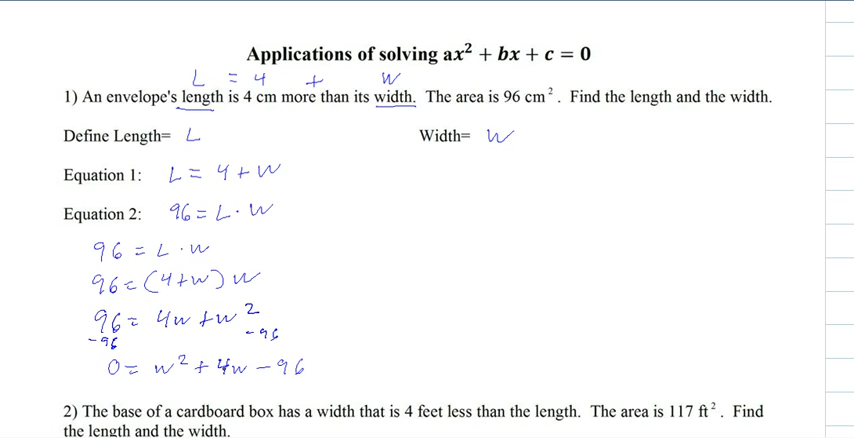 Applications of solving ax² + bx + c = 0
L = 4 + W
1) An envelope's length is 4 cm more than its width. The area is 96 cm². Find the length and the width.
Define Length= L Width= W
Equation 1: L = 4 + W
Equation 2: 96 = L · W
96 = L · W
96 = (4+W) W
96 = 4W + W²
-96 -96
0 = W² + 4W - 96
2) The base of a cardboard box has a width that is 4 feet less than the length. The area is 117 ft². Find
the length and the width.